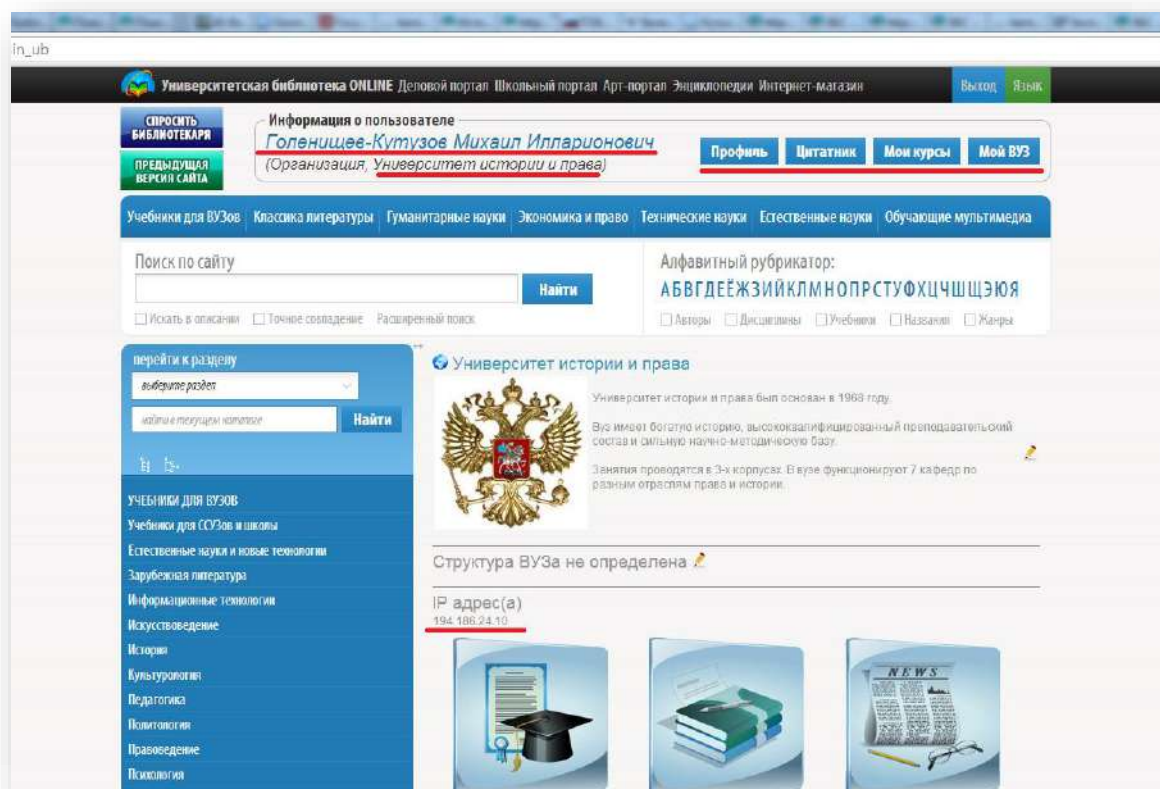 in_ub
Университетская библиотека ONLINE Деловой портал Школьный портал Арт-портал Энциклопедии Интернет-магазин Выход Язык
СПРОСИТЬ БИБЛИОТЕКАРЯ
ПРЕДЫДУЩАЯ ВЕРСИЯ САЙТА
Информация о пользователе
Голенищев-Кутузов Михаил Илларионович
(Организация, Университет истории и права)
Профиль Цитатник Мои курсы Мой ВУЗ
Учебники для ВУЗов Классика литературы Гуманитарные науки Экономика и право Технические науки Естественные науки Обучающие мультимедиа
Поиск по сайту
Найти
Искать в описании Точное совпадение Расширенный поиск
Алфавитный рубрикатор:
АБВГДЕЁЖЗИЙКЛМНОПРСТУФХЦЧШЩЭЮЯ
Авторы Дисциплины Учебники Названия Жанры
перейти к разделу
выберите раздел
найти в текущем каталоге Найти
УЧЕБНИКИ ДЛЯ ВУЗОВ
Учебники для ССУЗов и школы
Естественные науки и новые технологии
Зарубежная литература
Информационные технологии
Искусствоведение
История
Культурология
Педагогика
Политология
Правоведение
Психология
Университет истории и права
Университет истории и права был основан в 1968 году.
Вуз имеет богатую историю, высококвалифицированный преподавательский
состав и сильную научно-методическую базу.
Занятия проводятся в 3-х корпусах. В вузе функционируют 7 кафедр по
разным отраслям права и истории.
Структура ВУЗа не определена
IP адрес(а)
194.186.24.10
NEWS